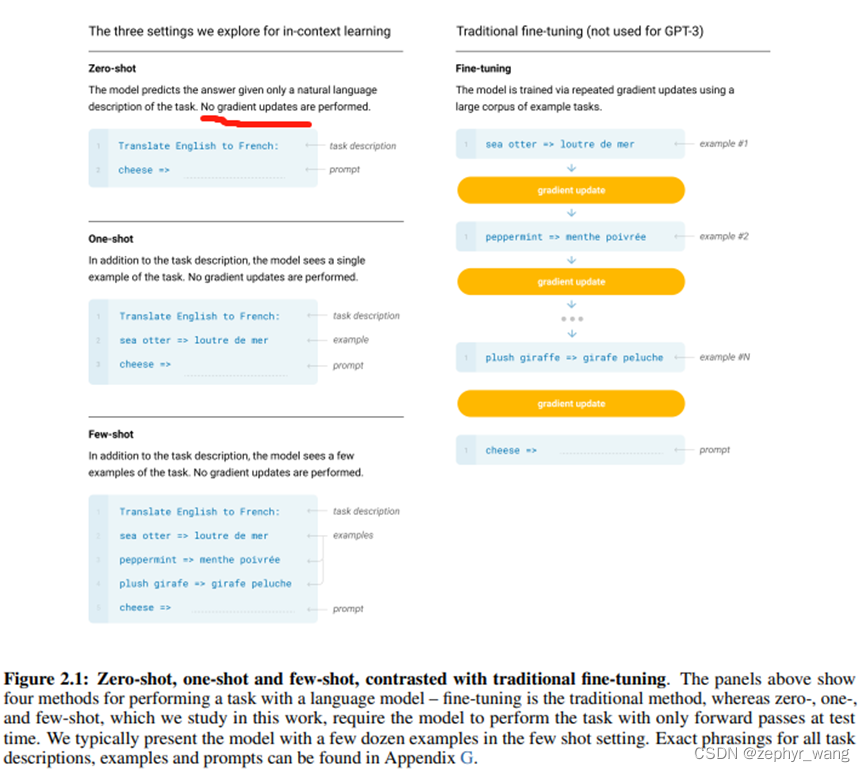 The three settings we explore for in-context learning
Zero-shot
The model predicts the answer given only a natural language
description of the task. No gradient updates are performed.
1 Translate English to French: task description
2 cheese => prompt
One-shot
In addition to the task description, the model sees a single
example of the task. No gradient updates are performed.
1 Translate English to French: task description
2 sea otter => loutre de mer example
3 cheese => prompt
Few-shot
In addition to the task description, the model sees a few
examples of the task. No gradient updates are performed.
1 Translate English to French: task description
2 sea otter => loutre de mer examples
3 peppermint => menthe poivrée
4 plush girafe => girafe peluche
5 cheese => prompt
Traditional fine-tuning (not used for GPT-3)
Fine-tuning
The model is trained via repeated gradient updates using a
large corpus of example tasks.
1 sea otter => loutre de mer example #1
gradient update
1 peppermint => menthe poivrée example #2
gradient update
1 plush giraffe => girafe peluche example #N
gradient update
1 cheese => prompt
Figure 2.1: Zero-shot, one-shot and few-shot, contrasted with traditional fine-tuning. The panels above show
four methods for performing a task with a language model – fine-tuning is the traditional method, whereas zero-, one-,
and few-shot, which we study in this work, require the model to perform the task with only forward passes at test
time. We typically present the model with a few dozen examples in the few shot setting. Exact phrasings for all task
descriptions, examples and prompts can be found in Appendix G.
CSDN @zephyr_wang